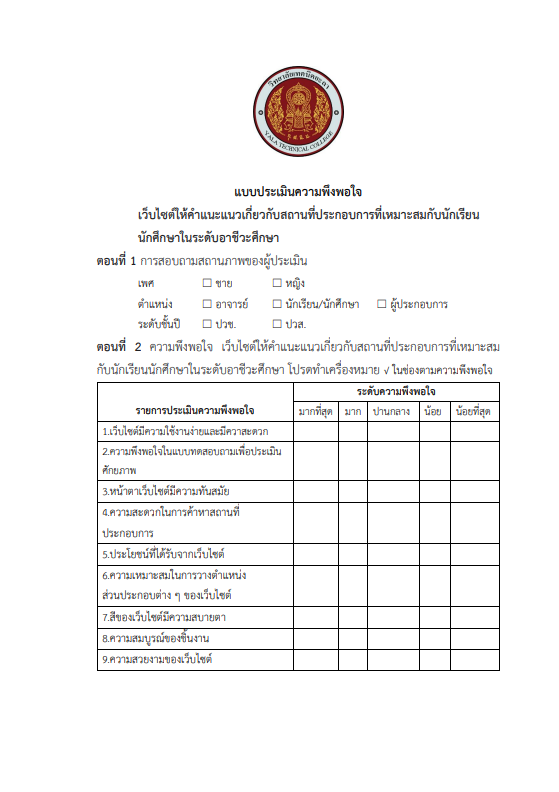 วิทยาลัยเทคนิคยะลา
YALA TECHNICAL COLLEGE
แบบประเมินความพึงพอใจ
เว็บไซต์ให้คำแนะแนวเกี่ยวกับสถานที่ประกอบการที่เหมาะสมกับนักเรียน
นักศึกษาในระดับอาชีวะศึกษา
ตอนที่ 1 การสอบถามสถานภาพของผู้ประเมิน
เพศ ☐ ชาย ☐ หญิง
ตำแหน่ง ☐ อาจารย์ ☐ นักเรียน/นักศึกษา ☐ ผู้ประกอบการ
ระดับชั้นปี ☐ ปวช. ☐ ปวส.
ตอนที่ 2 ความพึงพอใจ เว็บไซต์ให้คำแนะแนวเกี่ยวกับสถานที่ประกอบการที่เหมาะสม
กับนักเรียนนักศึกษาในระดับอาชีวะศึกษา โปรดทำเครื่องหมาย √ ในช่องตามความพึงพอใจ
รายการประเมินความพึงพอใจ
ระดับความพึงพอใจ
มากที่สุด มาก ปานกลาง น้อย น้อยที่สุด
1.เว็บไซต์มีความใช้งานง่ายและมีควาสะดวก
2.ความพึงพอใจในแบบทดสอบถามเพื่อประเมิน
ศักยภาพ
3.หน้าตาเว็บไซต์มีความทันสมัย
4.ความสะดวกในการค้าหาสถานที่
ประกอบการ
5.ประโยชน์ที่ได้รับจากเว็บไซต์
6.ความเหมาะสมในการวางตำแหน่ง
ส่วนประกอบต่าง ๆ ของเว็บไซต์
7.สีของเว็บไซต์มีความสบายตา
8.ความสมบูรณ์ของชิ้นงาน
9.ความสวยงามของเว็บไซต์